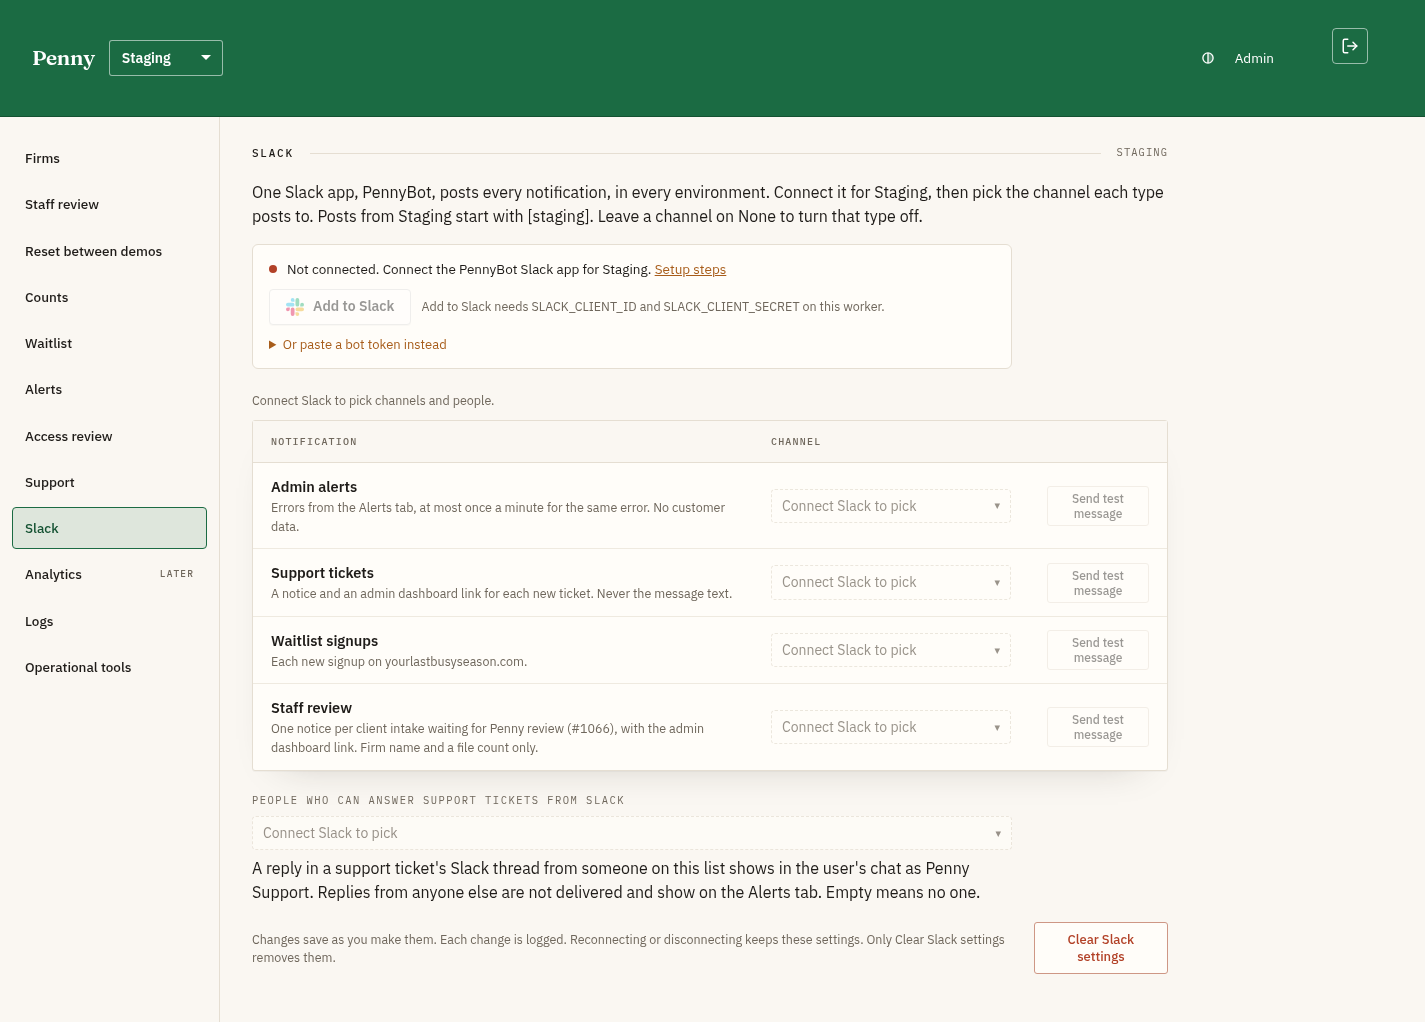 Penny
Staging
Admin
Firms
Staff review
Reset between demos
Counts
Waitlist
Alerts
Access review
Support
Slack
Analytics
LATER
Logs
Operational tools
SLACK
STAGING
One Slack app, PennyBot, posts every notification, in every environment. Connect it for Staging, then pick the channel each type
posts to. Posts from Staging start with [staging]. Leave a channel on None to turn that type off.
Not connected. Connect the PennyBot Slack app for Staging. Setup steps
Add to Slack
Add to Slack needs SLACK_CLIENT_ID and SLACK_CLIENT_SECRET on this worker.
Or paste a bot token instead
Connect Slack to pick channels and people.
NOTIFICATION
CHANNEL
Admin alerts
Errors from the Alerts tab, at most once a minute for the same error. No customer
data.
Connect Slack to pick
Send test
message
Support tickets
A notice and an admin dashboard link for each new ticket. Never the message text.
Connect Slack to pick
Send test
message
Waitlist signups
Each new signup on yourlastbusyseason.com.
Connect Slack to pick
Send test
message
Staff review
One notice per client intake waiting for Penny review (#1066), with the admin
dashboard link. Firm name and a file count only.
Connect Slack to pick
Send test
message
PEOPLE WHO CAN ANSWER SUPPORT TICKETS FROM SLACK
Connect Slack to pick
A reply in a support ticket's Slack thread from someone on this list shows in the user's chat as Penny
Support. Replies from anyone else are not delivered and show on the Alerts tab. Empty means no one.
Changes save as you make them. Each change is logged. Reconnecting or disconnecting keeps these settings. Only Clear Slack settings
removes them.
Clear Slack
settings